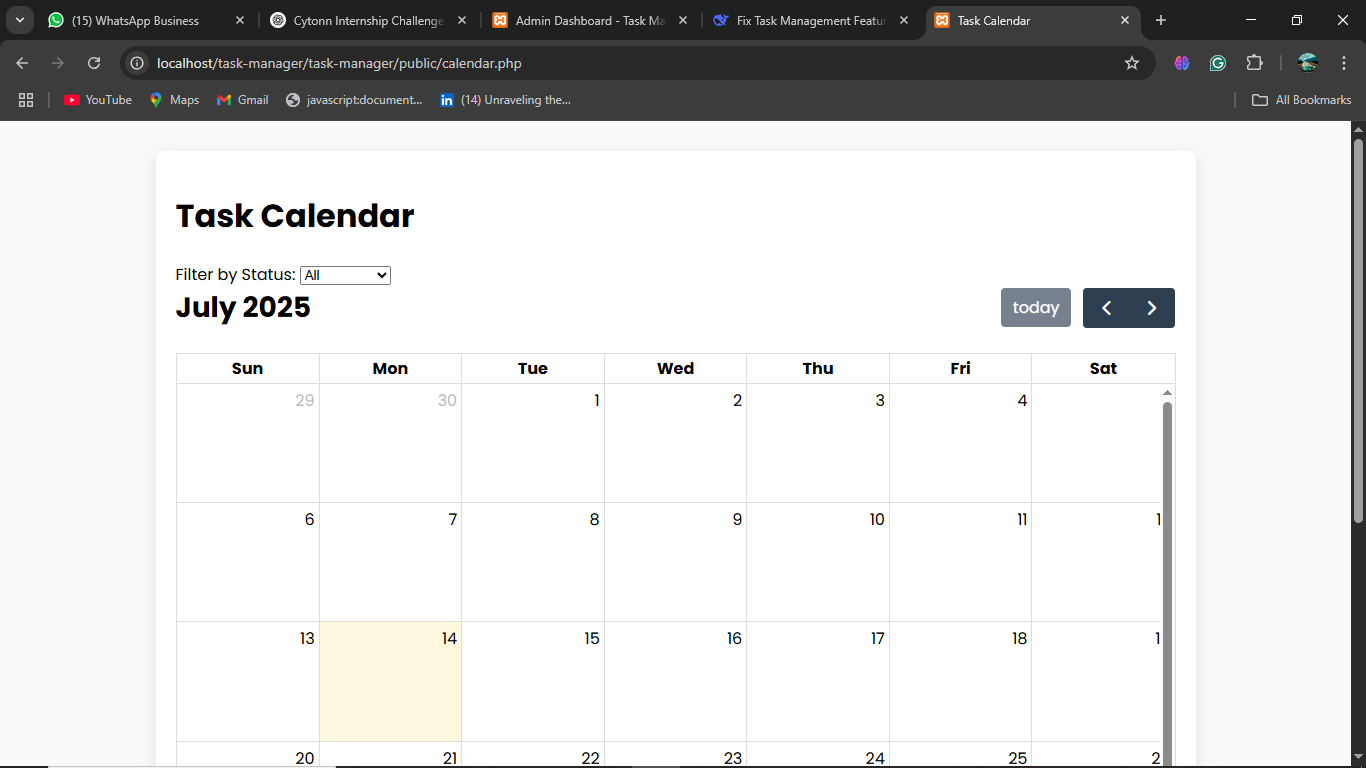 (15) WhatsApp Business
Cytonn Internship Challenge
Admin Dashboard - Task Ma
Fix Task Management Featur
Task Calendar
localhost/task-manager/task-manager/public/calendar.php
YouTube
Maps
Gmail
javascript:document...
in (14) Unraveling the...
All Bookmarks
Task Calendar
Filter by Status: All
July 2025
today
Sun Mon Tue Wed Thu Fri Sat
29 30 1 2 3 4
6 7 8 9 10 11 1
13 14 15 16 17 18 1
20 21 22 23 24 25 2